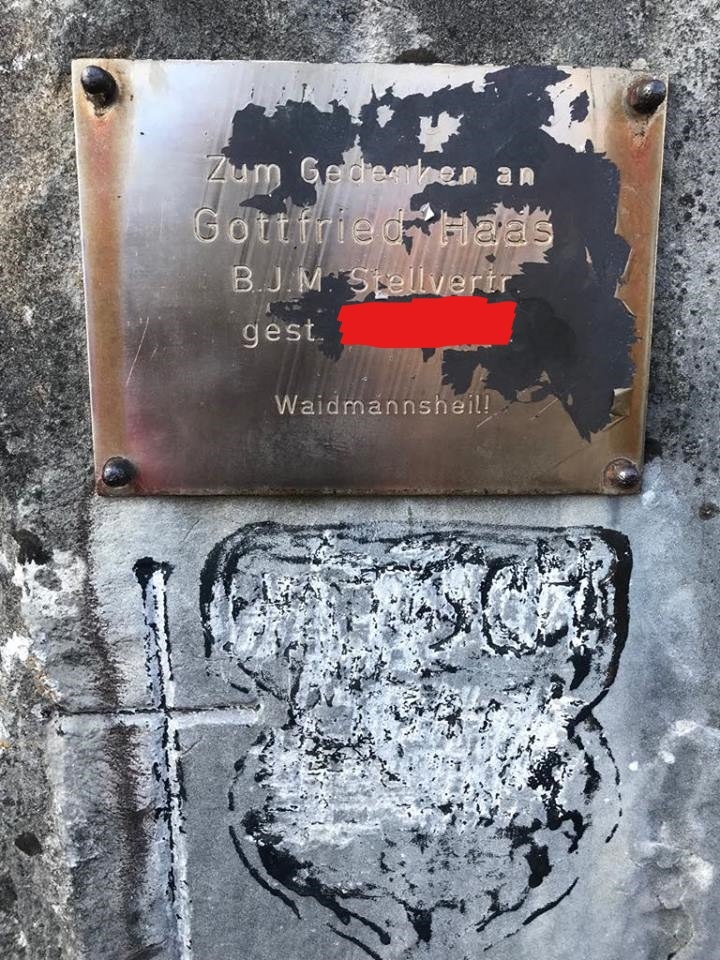 Zum Gedenken an
Gottfried Haas
B.J.M. Stellvertr.
gest.
Waidmannsheil!